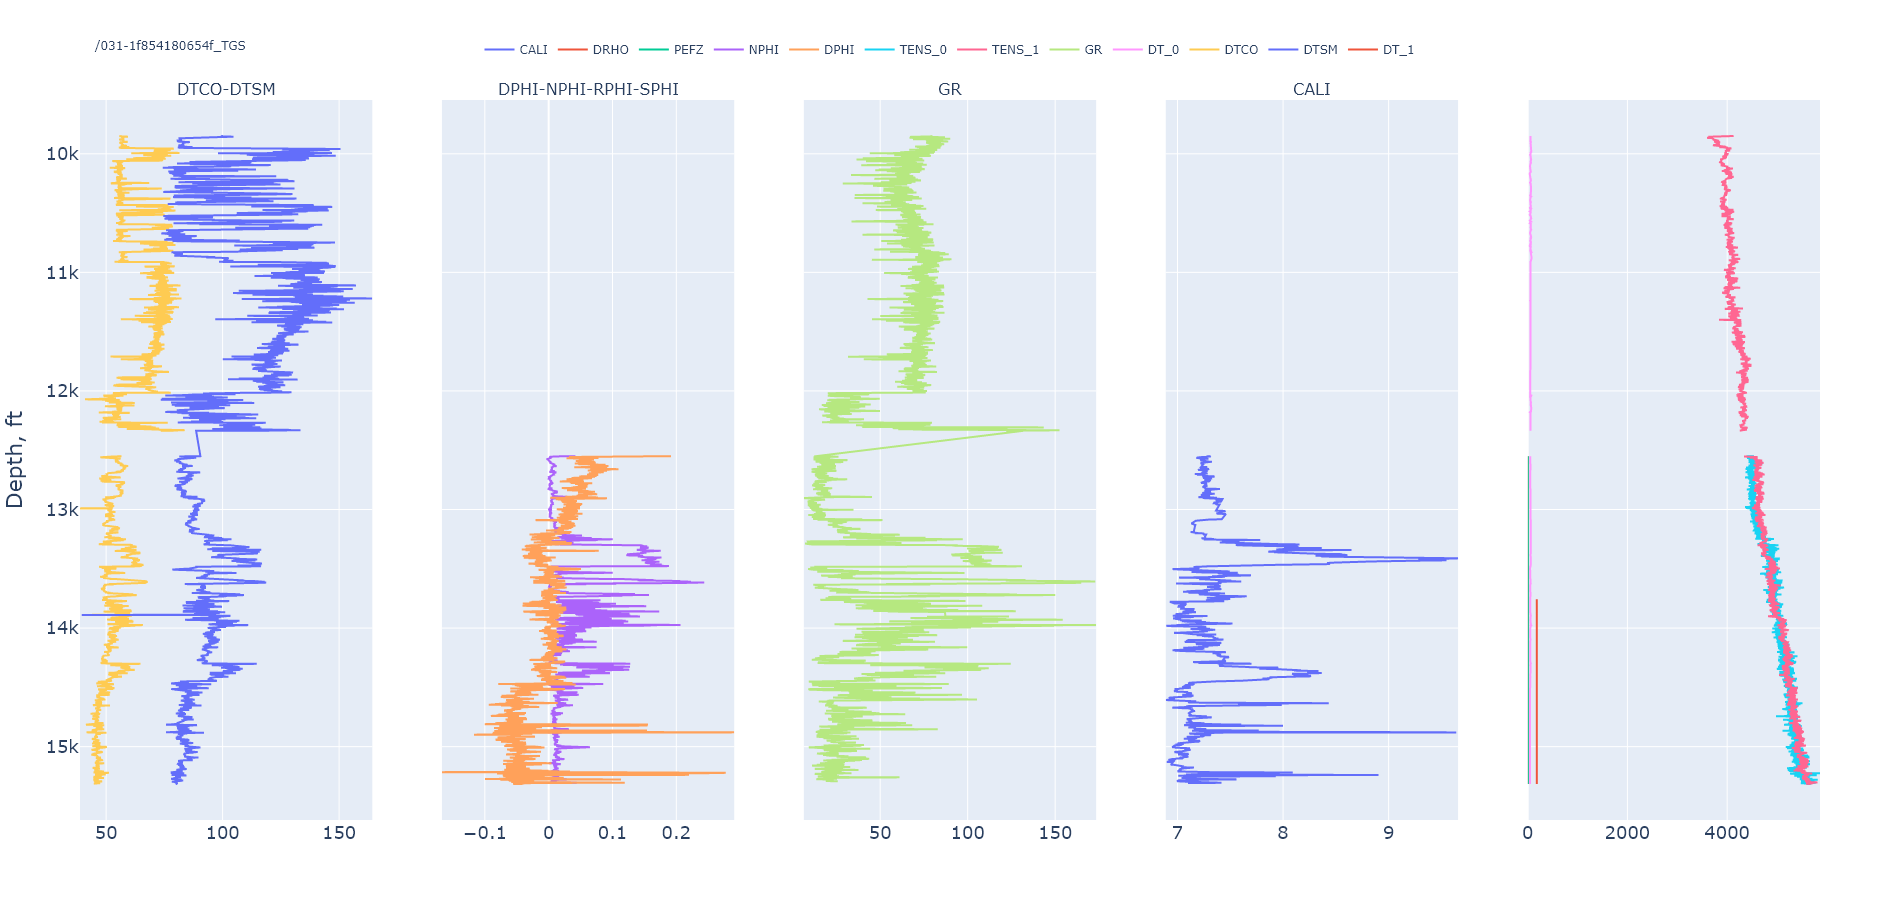 /031-1f854180654f_TGS
CALI DRHO PEFZ NPHI DPHI TENS_0 TENS_1 GR DT_0 DTCO DTSM DT_1
DTCO-DTSM DPHI-NPHI-RPHI-SPHI GR CALI
Depth, ft
10k
11k
12k
13k
14k
15k
50 100 150 −0.1 0 0.1 0.2 50 100 150 7 8 9 0 2000 4000